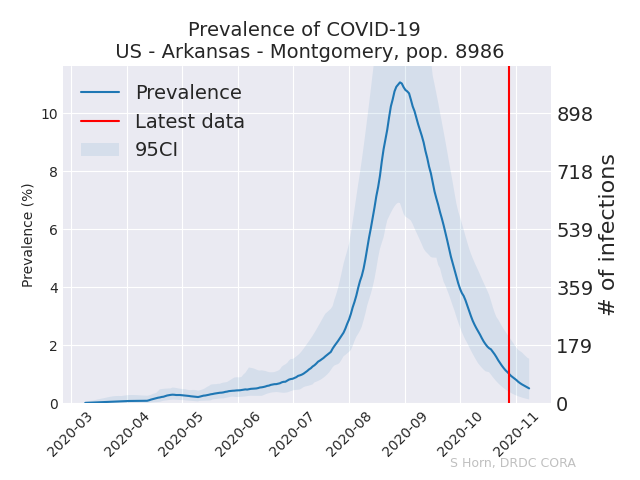 Prevalence of COVID-19
US - Arkansas - Montgomery, pop. 8986
Prevalence
Latest data
95CI
Prevalence (%)
10
8
6
4
2
0
898
718
539
359
179
0
# of infections
2020-03
2020-04
2020-05
2020-06
2020-07
2020-08
2020-09
2020-10
2020-11
S Horn, DRDC CORA